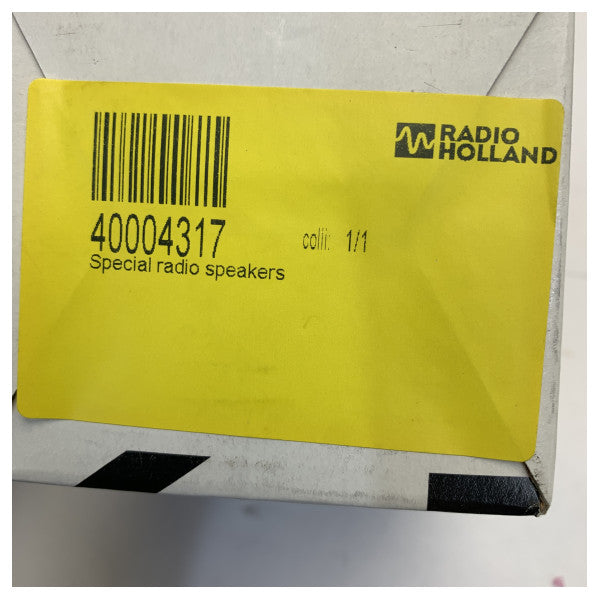 RADIO
HOLLAND
40004317
colli: 1/1
Special radio speakers